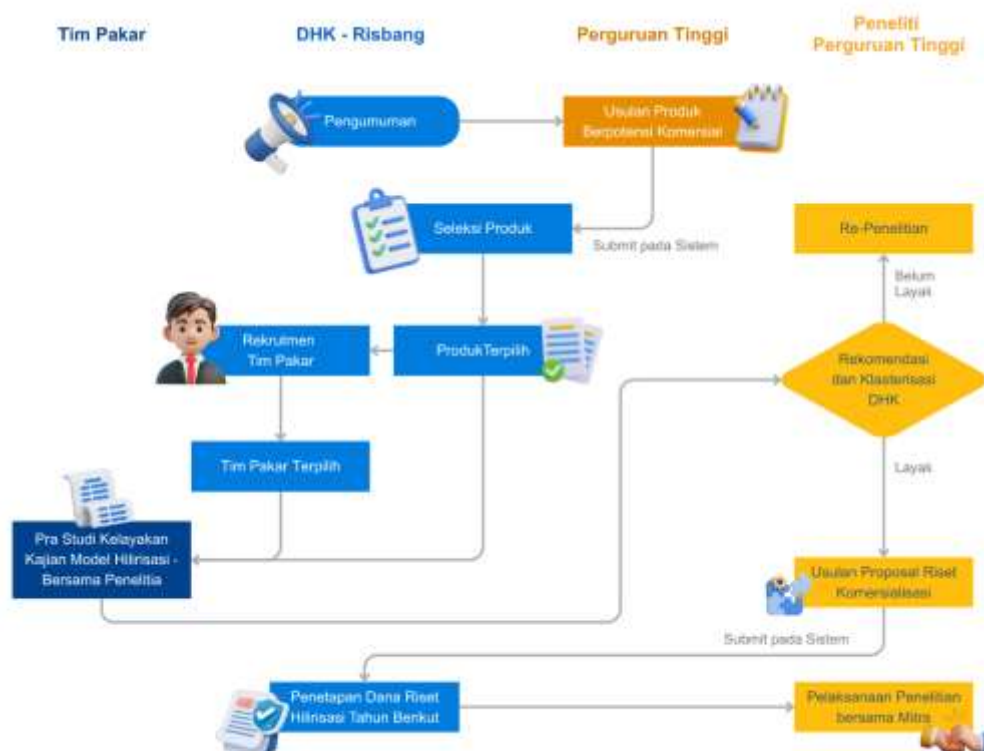 Tim Pakar
DHK - Risbang
Perguruan Tinggi
Peneliti
Perguruan Tinggi
Pengumuman
Usulan Produk
Berpotensi Komersial
Seleksi Produk
Submit pada Sistem
Re-Penelitian
Belum
Layak
Rekrutmen
Tim Pakar
ProdukTerpilih
Rekomendasi
dan Klasterisasi
DHK
Tim Pakar Terpilih
Layak
Pra Studi Kelayakan
Kajian Model Hilirisasi -
Bersama Penelitia
Usulan Proposal Riset
Komersialisasi
Submit pada Sistem
Penetapan Dana Riset
Hilirisasi Tahun Berikut
Pelaksanaan Penelitian
bersama Mitra